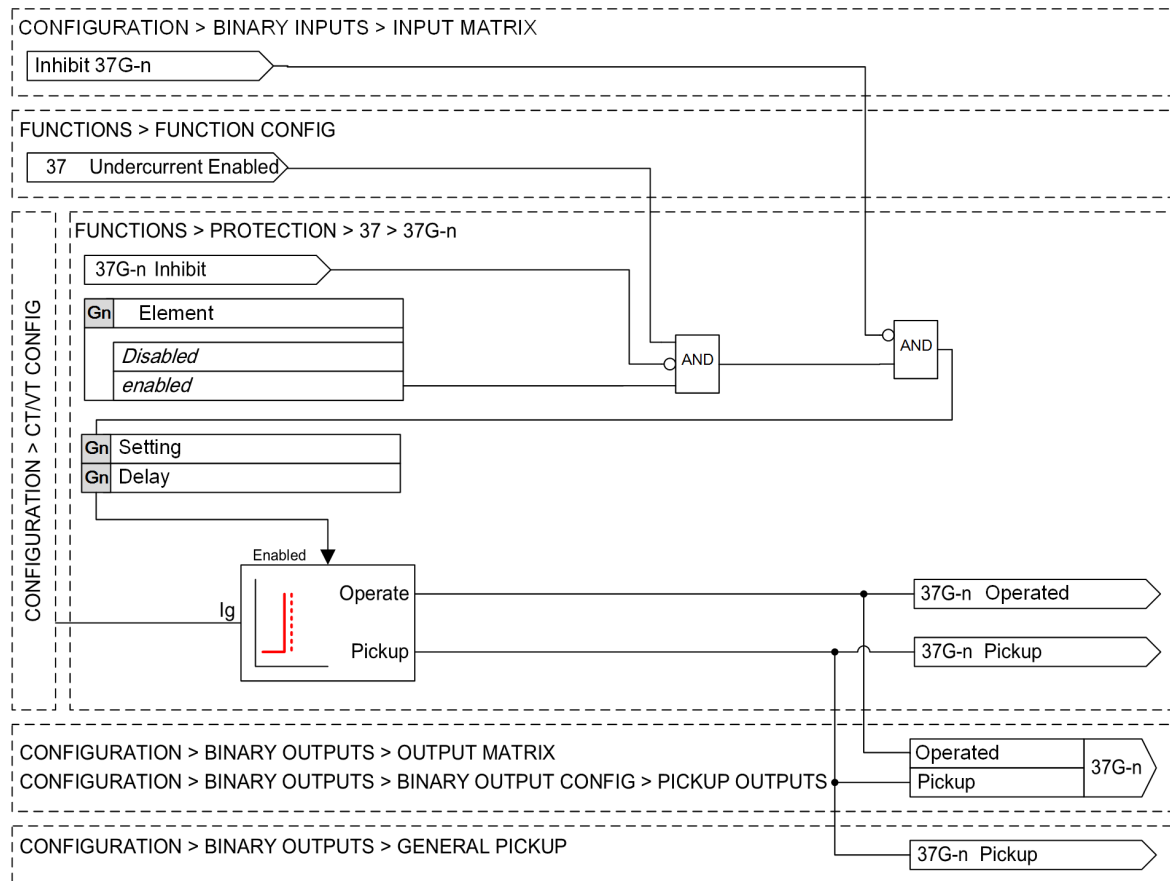 CONFIGURATION > BINARY INPUTS > INPUT MATRIX
Inhibit 37G-n
FUNCTIONS > FUNCTION CONFIG
37 Undercurrent Enabled
CONFIGURATION > CT/VT CONFIG
FUNCTIONS > PROTECTION > 37 > 37G-n
37G-n Inhibit
Gn Element
Disabled
enabled
AND
AND
Gn Setting
Gn Delay
Enabled
Ig
Operate
Pickup
37G-n Operated
37G-n Pickup
CONFIGURATION > BINARY OUTPUTS > OUTPUT MATRIX
CONFIGURATION > BINARY OUTPUTS > BINARY OUTPUT CONFIG > PICKUP OUTPUTS
Operated
Pickup
37G-n
CONFIGURATION > BINARY OUTPUTS > GENERAL PICKUP
37G-n Pickup